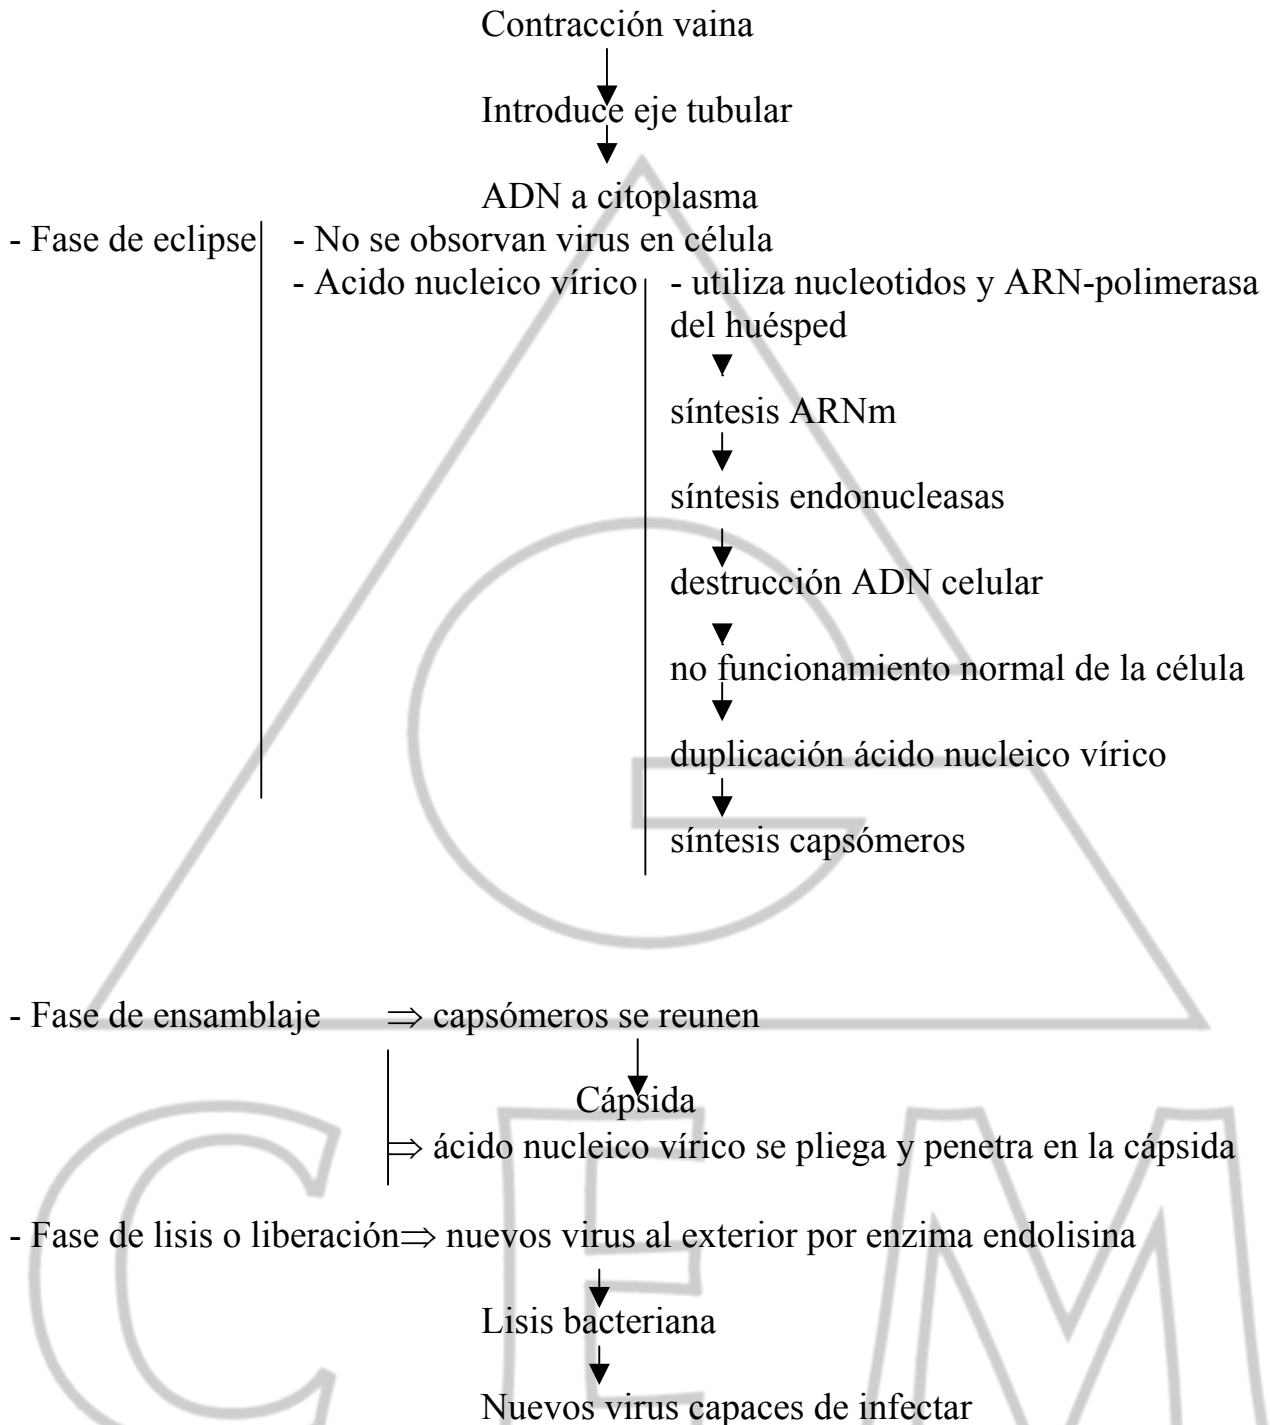 Contracción vaina
Introduce eje tubular
ADN a citoplasma
- Fase de eclipse - No se obsorvan virus en célula
- Acido nucleico vírico - utiliza nucleotidos y ARN-polimerasa
del huésped
síntesis ARNm
síntesis endonucleasas
destrucción ADN celular
no funcionamiento normal de la célula
duplicación ácido nucleico vírico
síntesis capsómeros
- Fase de ensamblaje ⇒ capsómeros se reunen
Cápsida
⇒ ácido nucleico vírico se pliega y penetra en la cápsida
- Fase de lisis o liberación⇒ nuevos virus al exterior por enzima endolisina
Lisis bacteriana
Nuevos virus capaces de infectar
G
C E M